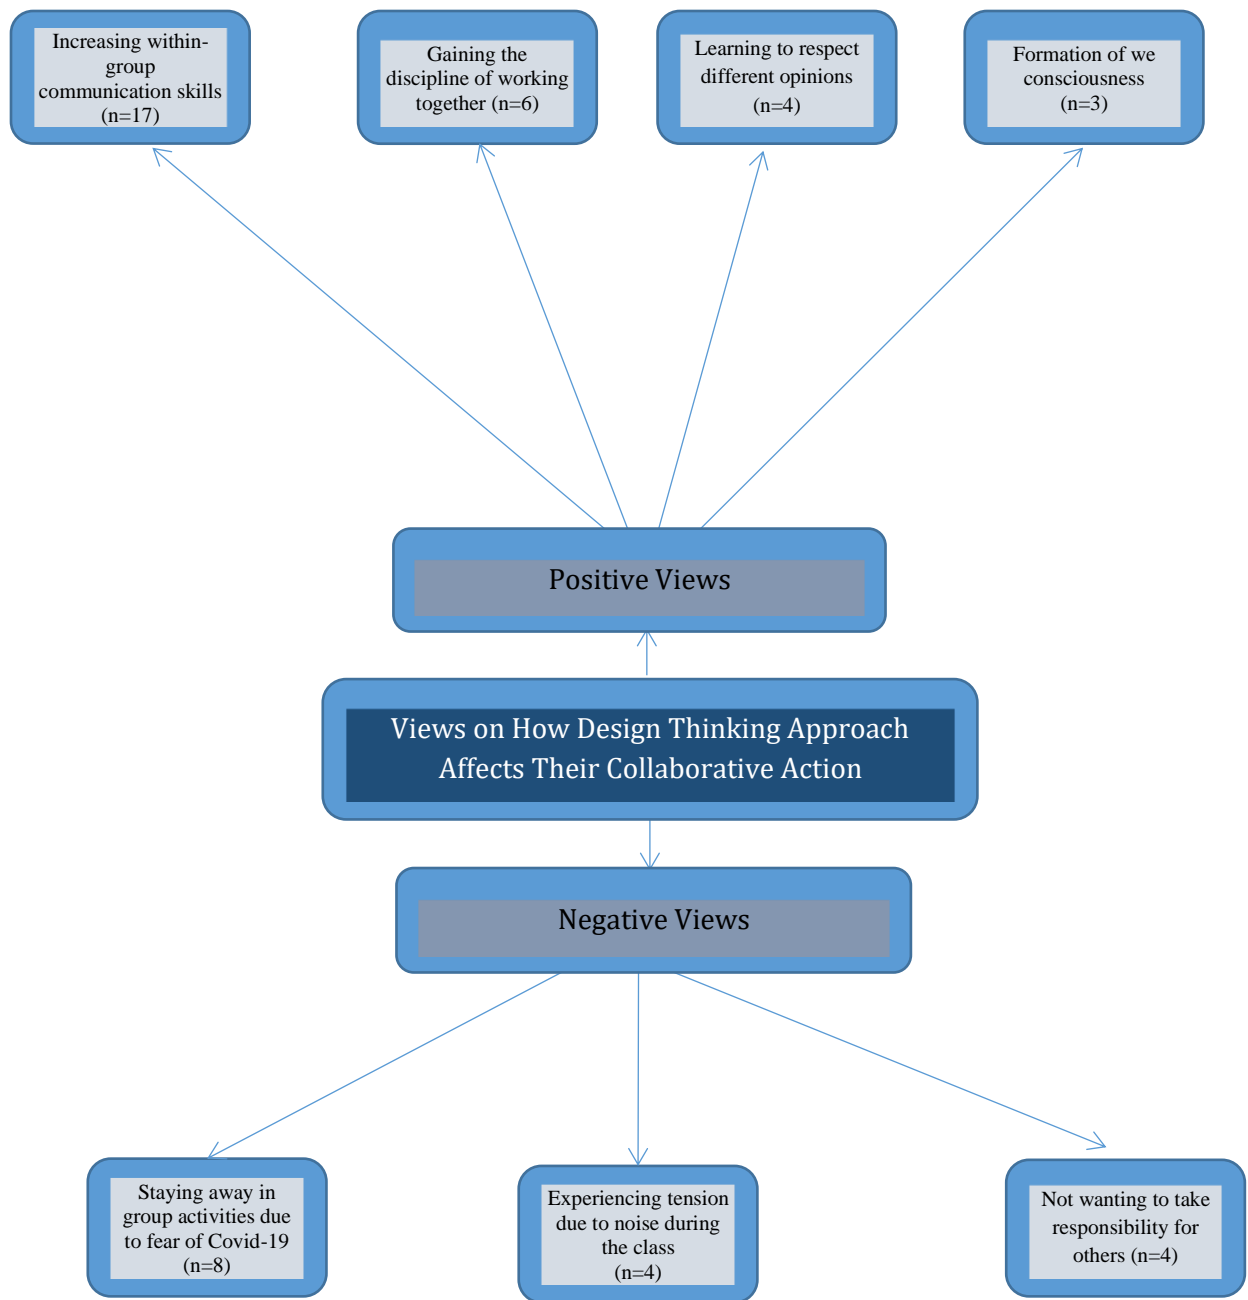 Increasing within-
group
communication skills
(n=17)
Gaining the
discipline of working
together (n=6)
Learning to respect
different opinions
(n=4)
Formation of we
consciousness
(n=3)
Positive Views
Views on How Design Thinking Approach
Affects Their Collaborative Action
Negative Views
Staying away in
group activities due
to fear of Covid-19
(n=8)
Experiencing tension
due to noise during
the class
(n=4)
Not wanting to take
responsibility for
others (n=4)